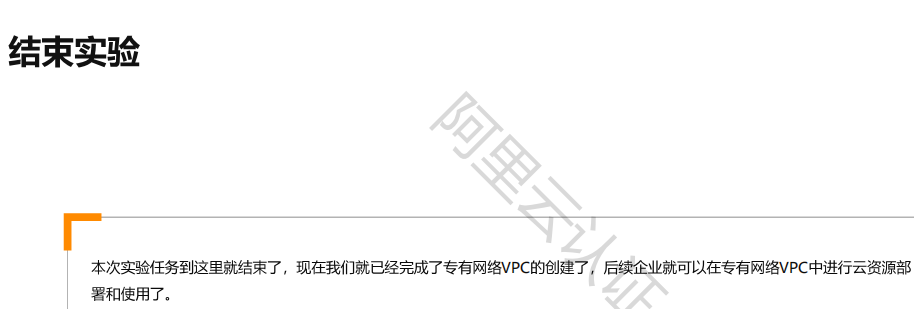 结束实验
阿里云认证
本次实验任务到这里就结束了，现在我们就已经完成了专有网络VPC的创建了，后续企业就可以在专有网络VPC中进行云资源部
署和使用了。